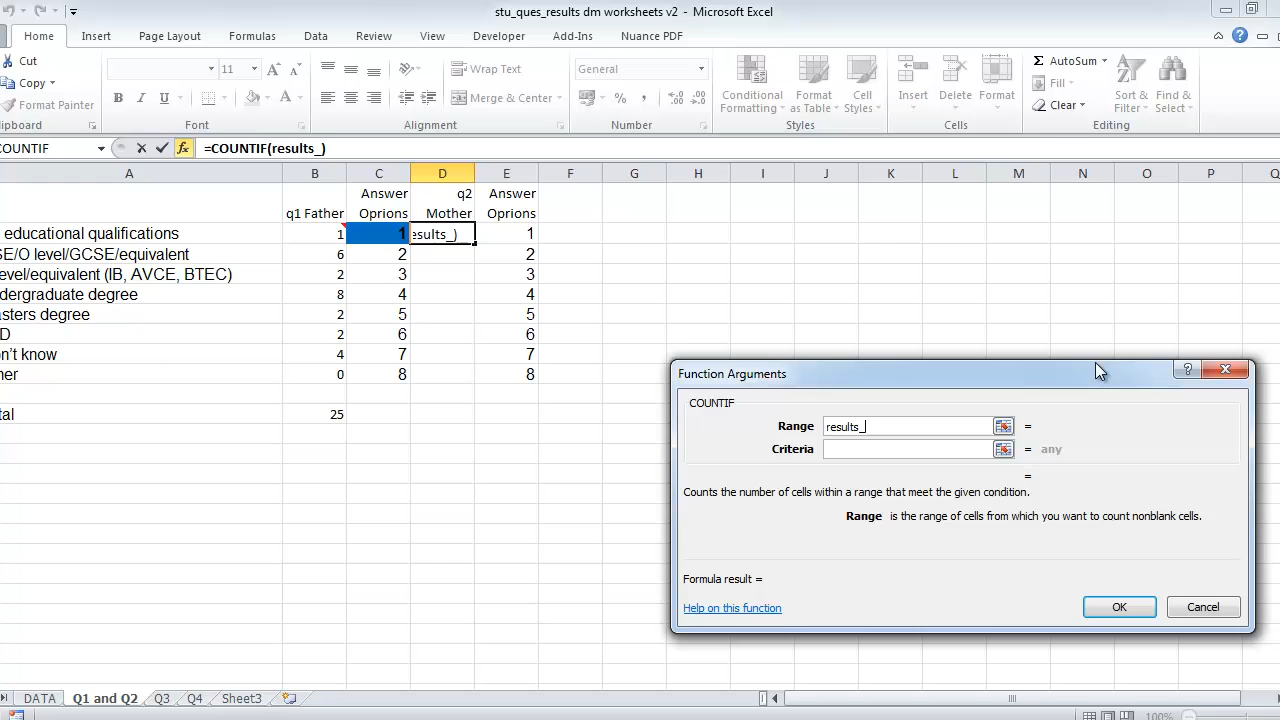 stu_ques_results dm worksheets v2 - Microsoft Excel
Home Insert Page Layout Formulas Data Review View Developer Add-Ins Nuance PDF
Cut
Copy
Format Painter
lipboard
11
Font
Wrap Text
Merge & Center
Alignment
General
Number
Conditional Formatting
Format as Table
Cell Styles
Styles
Insert Delete Format
Cells
AutoSum
Fill
Clear
Sort & Filter
Find & Select
Editing
COUNTIF =COUNTIF(results_)
A B C D E F G H I J K L M N O P Q
Answer q2 Answer
q1 Father Oprions Mother Oprions
educational qualifications 1 1 esults_) 1
SE/O level/GCSE/equivalent 6 2 2
level/equivalent (IB, AVCE, BTEC) 2 3 3
dergraduate degree 8 4 4
asters degree 2 5 5
D 2 6 6
n't know 4 7 7
her 0 8 8
tal 25
Function Arguments
COUNTIF
Range results_ =
Criteria = any
=
Counts the number of cells within a range that meet the given condition.
Range is the range of cells from which you want to count nonblank cells.
Formula result =
Help on this function OK Cancel
DATA Q1 and Q2 Q3 Q4 Sheet3
100%